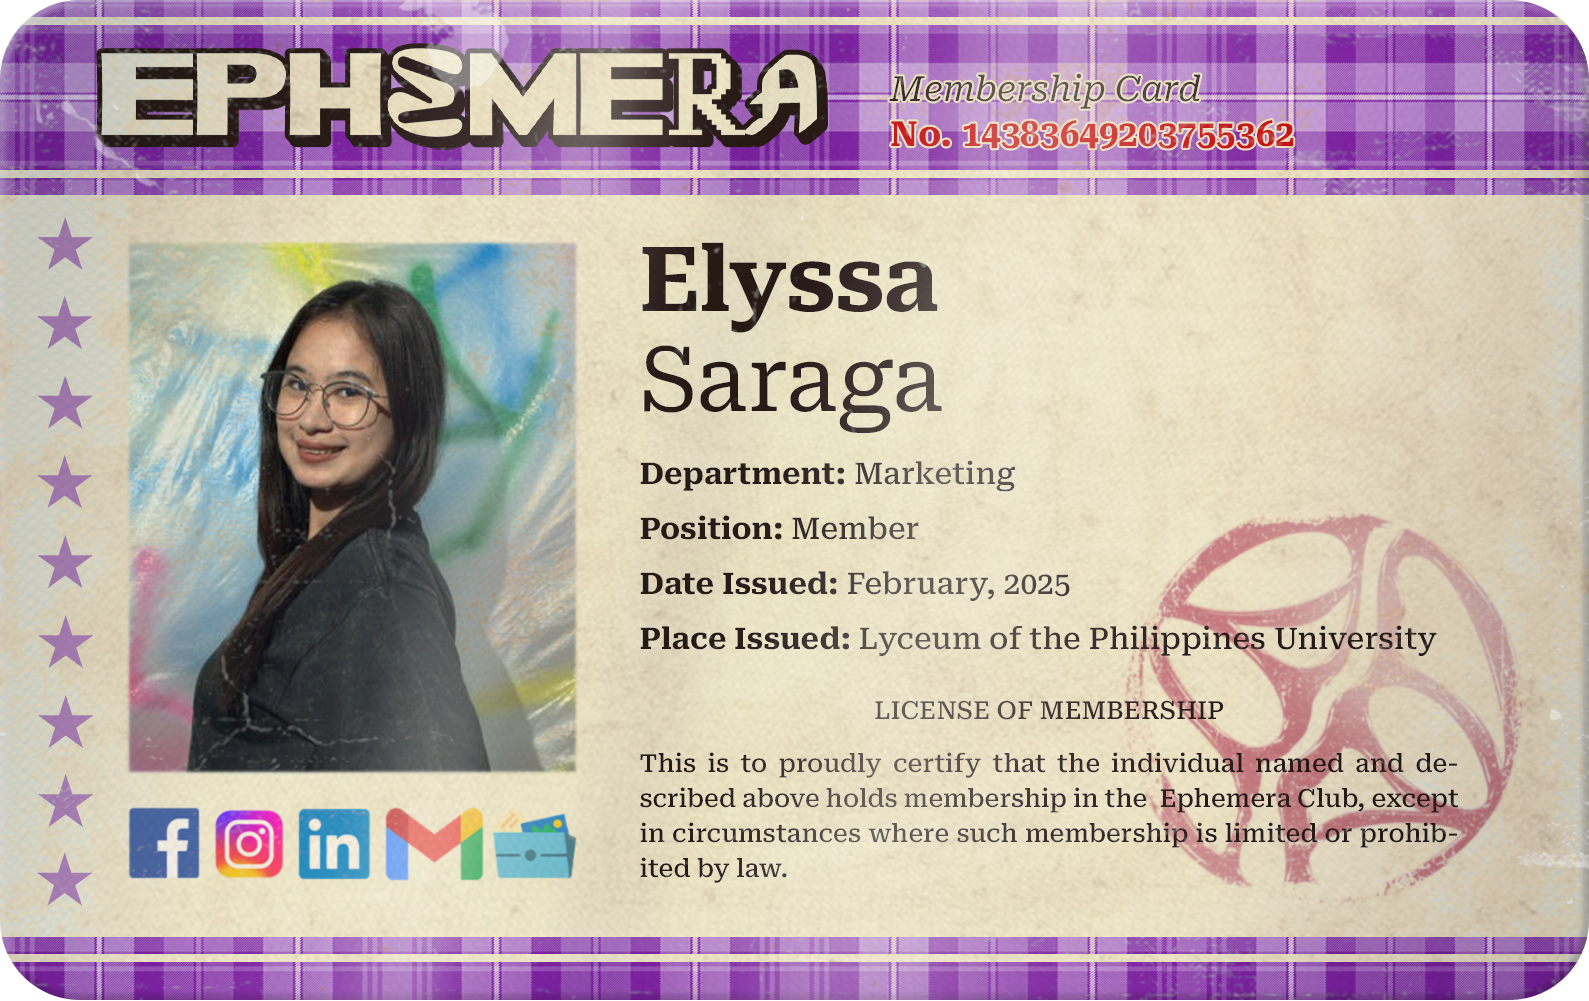 EPHEMERA
Membership Card
No. 14383649203755362
Elyssa
Saraga
Department: Marketing
Position: Member
Date Issued: February, 2025
Place Issued: Lyceum of the Philippines University
LICENSE OF MEMBERSHIP
This is to proudly certify that the individual named and de-
scribed above holds membership in the Ephemera Club, except
in circumstances where such membership is limited or prohib-
ited by law.
f
in